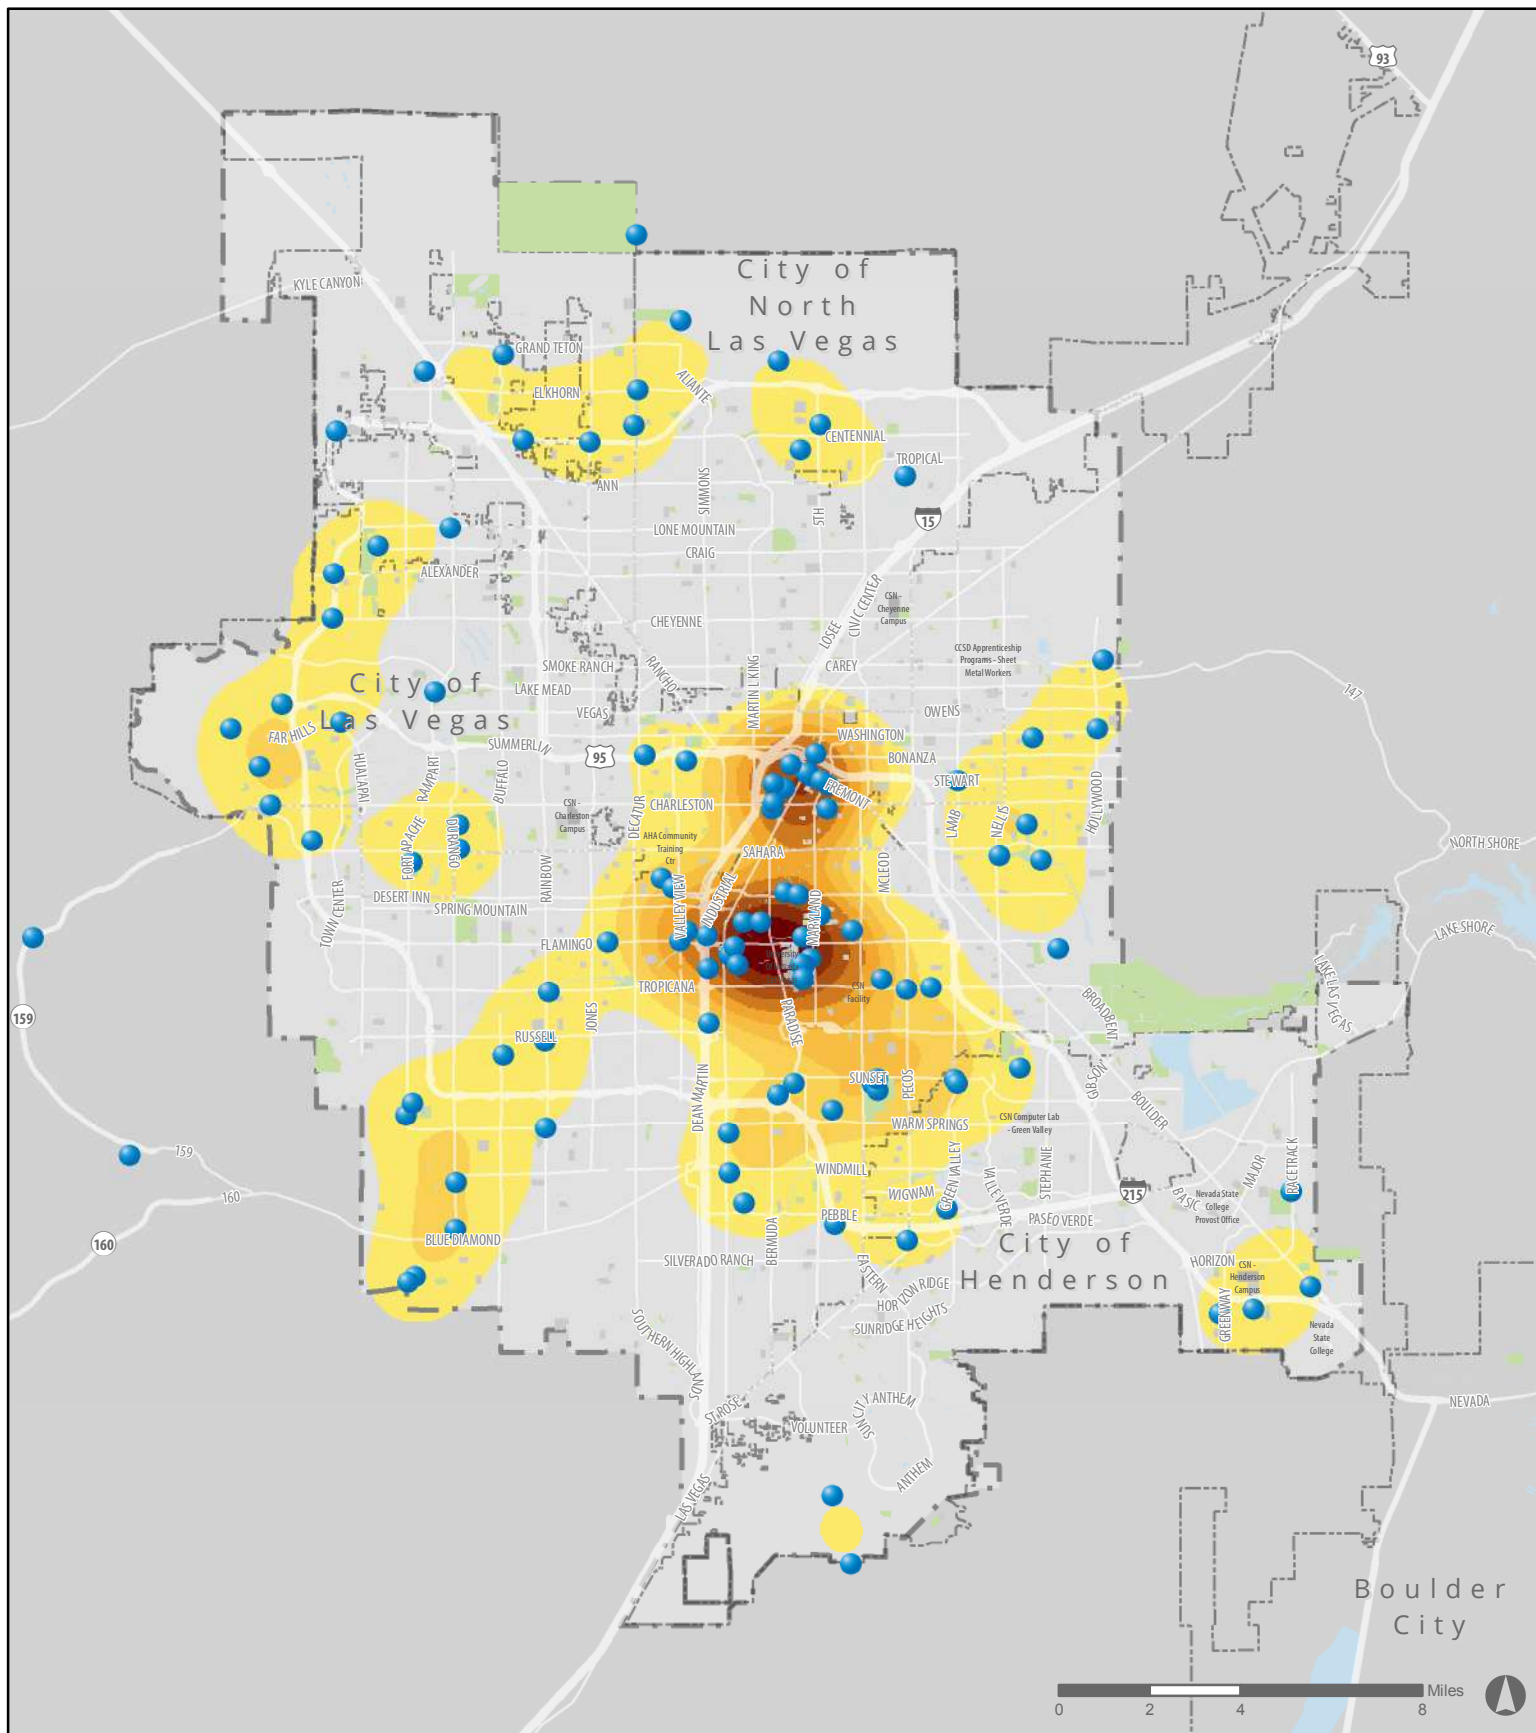 93
City of
North
Las Vegas
KYLE CANYON
GRAND TETON
ELKHORN
ALIANTE
CENTENNIAL
TROPICAL
ANN
SIMMONS
5TH
15
LONE MOUNTAIN
CRAIG
ALEXANDER
CSN -
Cheyenne
Campus
CIVIC CENTER
LOSEE
CHEYENNE
CCSD Apprenticeship
Programs - Sheet
Metal Workers
SMOKE RANCH
RANCHO
MARTIN L KING
CAREY
147
City of
Las Vegas
LAKE MEAD
VEGAS
OWENS
FAR HILLS
SUMMERLIN
95
WASHINGTON
BONANZA
STEWART
HUALAPAI
RAMPART
BUFFALO
FREMONT
HOLLYWOOD
CSN -
Charleston
Campus
DECATUR
CHARLESTON
LAMB
NELLIS
FORT APACHE
DURANGO
AHA Community
Training
Ctr
SAHARA
MCLEOD
NORTH SHORE
RAINBOW
DESERT INN
SPRING MOUNTAIN
TOWN CENTER
VALLEY VIEW
INDUSTRIAL
MARYLAND
FLAMINGO
LAKE SHORE
LAKE LAS VEGAS
TROPICANA
CSN
Facility
BROADBENT
159
JONES
RUSSELL
PARADISE
DEAN MARTIN
SUNSET
PECOS
GIBSON
BOULDER
WARM SPRINGS
CSN Computer Lab
- Green Valley
159
WINDMILL
GREEN VALLEY
VALLE VERDE
STEPHANIE
215
BASIC
MAJOR
RACETRACK
Nevada State
College
Provost Office
160
WIGWAM
PEBBLE
PASEO VERDE
160
BLUE DIAMOND
BERMUDA
SILVERADO RANCH
EASTERN
City of
Henderson
HORIZON
CSN -
Henderson
Campus
HORIZON RIDGE
SUNRIDGE HEIGHTS
GREENWAY
Nevada
State
College
SOUTHERN HIGHLANDS
ST ROSE
SUN CITY ANTHEM
VOLUNTEER
NEVADA
ANTHEM
LAS VEGAS
Boulder
City
Miles
0 2 4 8